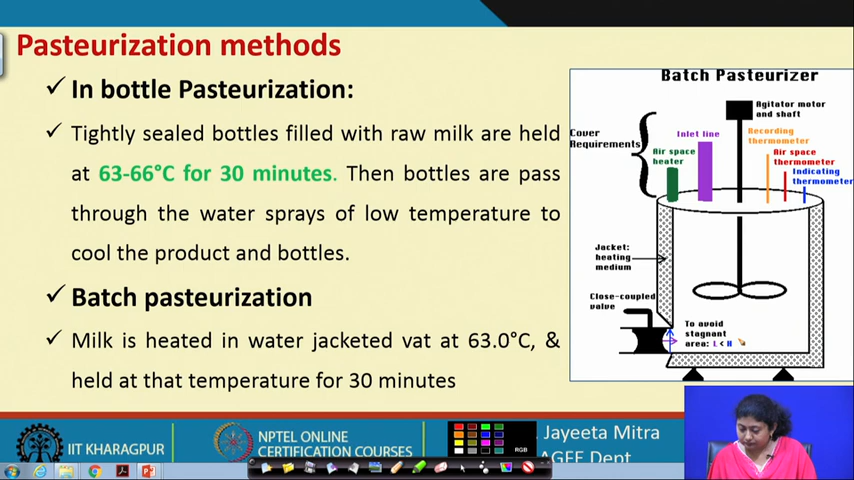 Pasteurization methods
✓ In bottle Pasteurization:
✓ Tightly sealed bottles filled with raw milk are held
at 63-66°C for 30 minutes. Then bottles are pass
through the water sprays of low temperature to
cool the product and bottles.
✓ Batch pasteurization
✓ Milk is heated in water jacketed vat at 63.0°C, &
held at that temperature for 30 minutes
Batch Pasteurizer
Agitator motor
and shaft
Cover
Requirements
Inlet line
Recording
thermometer
Air space
heater
Air space
thermometer
Indicating
thermometer
Jacket:
heating
medium
Close-coupled
valve
To avoid
stagnant
area: L < H
IIT KHARAGPUR
NPTEL ONLINE
CERTIFICATION COURSES
Jayeeta Mitra
AGFE Dept
RGB